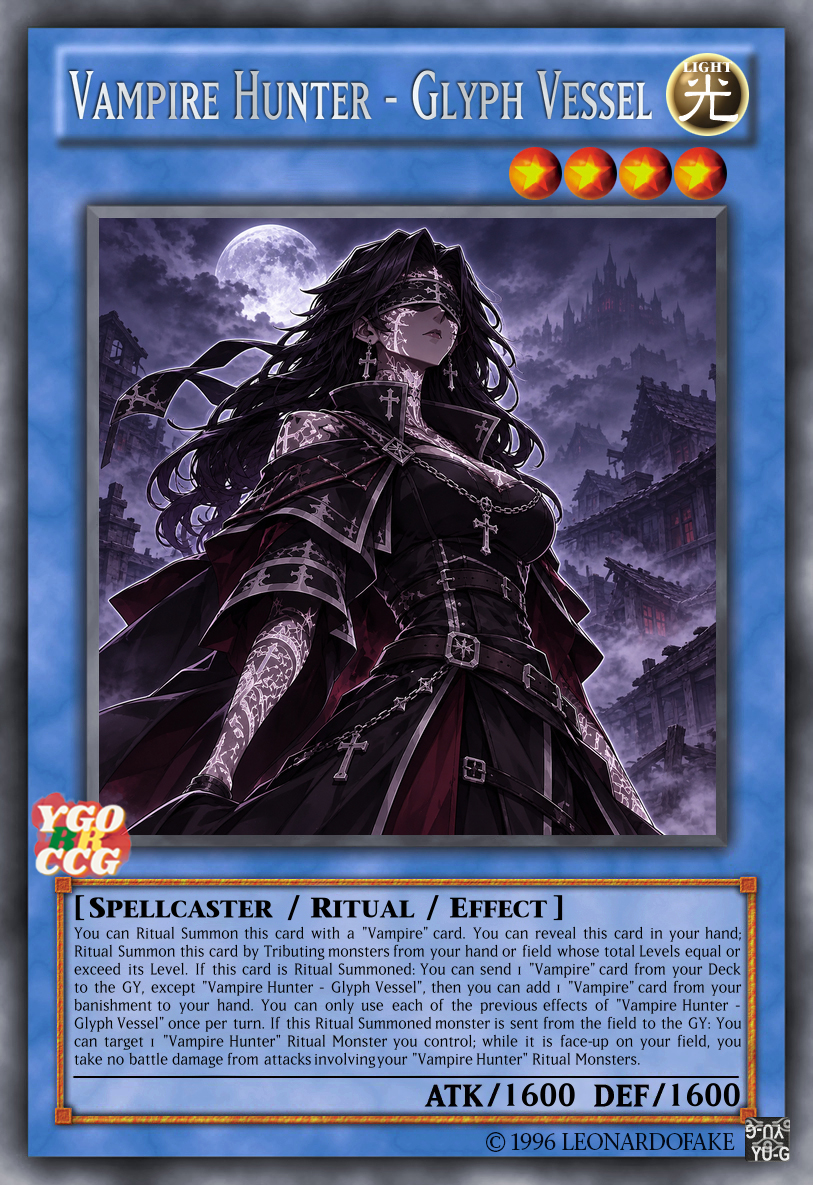 Vampire Hunter - Glyph Vessel
LIGHT
光
YGO
RR
CCG
[ Spellcaster / Ritual / Effect ]
You can Ritual Summon this card with a "Vampire" card. You can reveal this card in your hand;
Ritual Summon this card by Tributing monsters from your hand or field whose total Levels equal or
exceed its Level. If this card is Ritual Summoned: You can send 1 "Vampire" card from your Deck
to the GY, except "Vampire Hunter - Glyph Vessel", then you can add 1 "Vampire" card from your
banishment to your hand. You can only use each of the previous effects of "Vampire Hunter -
Glyph Vessel" once per turn. If this Ritual Summoned monster is sent from the field to the GY: You
can target 1 "Vampire Hunter" Ritual Monster you control; while it is face-up on your field, you
take no battle damage from attacks involving your "Vampire Hunter" Ritual Monsters.
ATK/1600 DEF/1600
© 1996 LEONARDOFAKE
YU-G